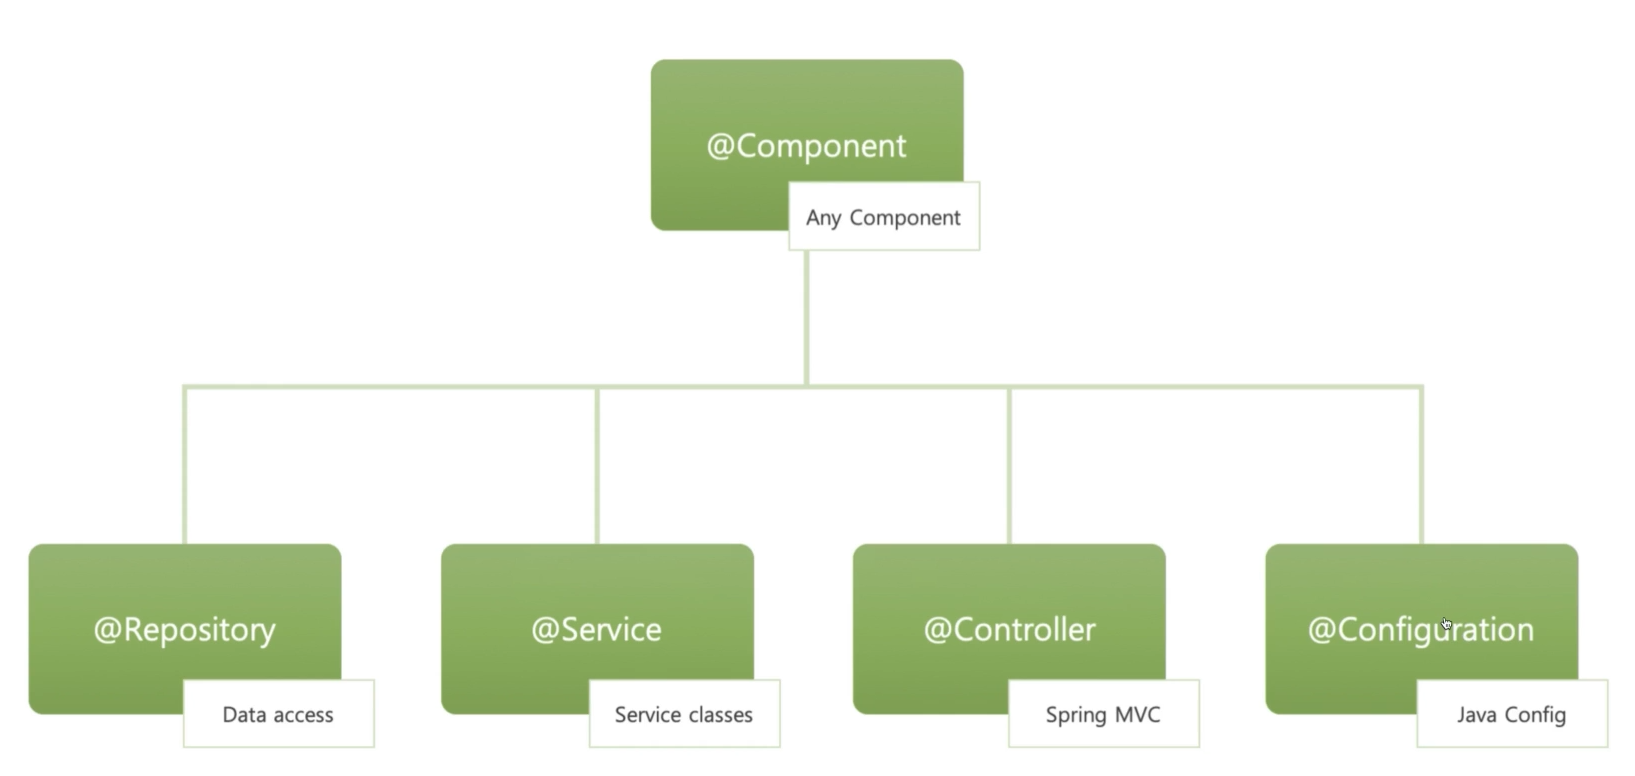 @Component
Any Component
@Repository
Data access
@Service
Service classes
@Controller
Spring MVC
@Configuration
Java Config